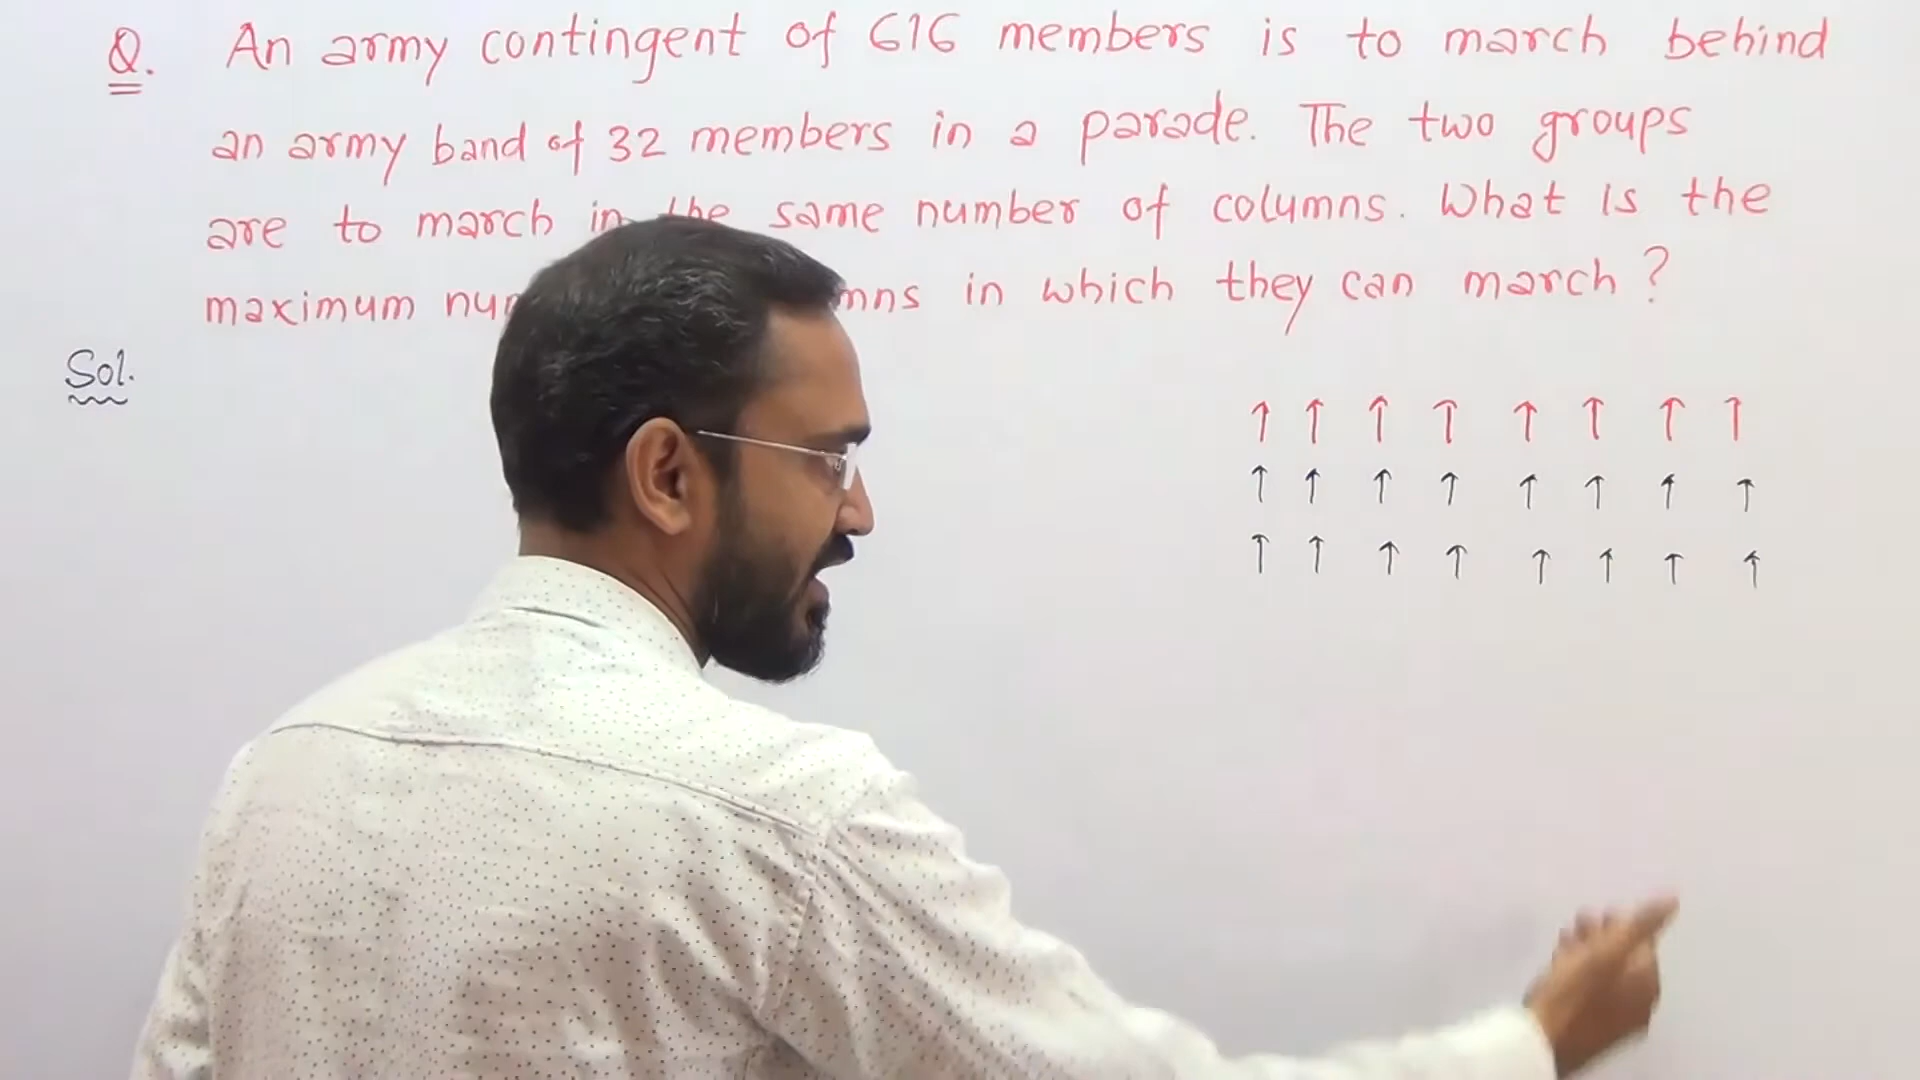 Q. An army contingent of 616 members is to march behind
an army band of 32 members in a parade. The two groups
are to march in the same number of columns. What is the
maximum in which they can march ?
Sol.